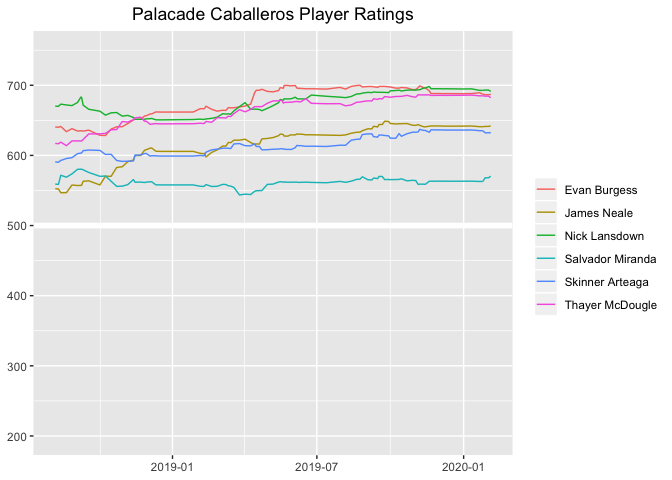 Palacade Caballeros Player Ratings
700
600
500
400
300
200
2019-01
2019-07
2020-01
Evan Burgess
James Neale
Nick Lansdown
Salvador Miranda
Skinner Arteaga
Thayer McDougle